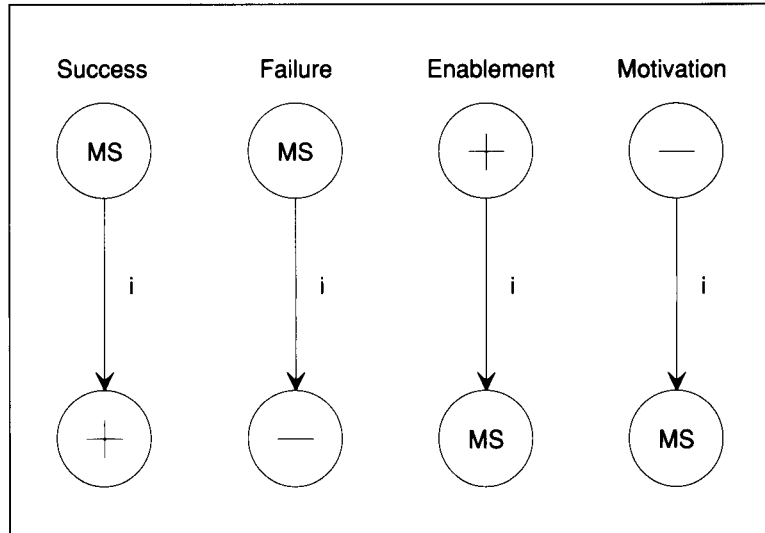 Success Failure Enablement Motivation
MS MS + —
i i i i
+ — MS MS